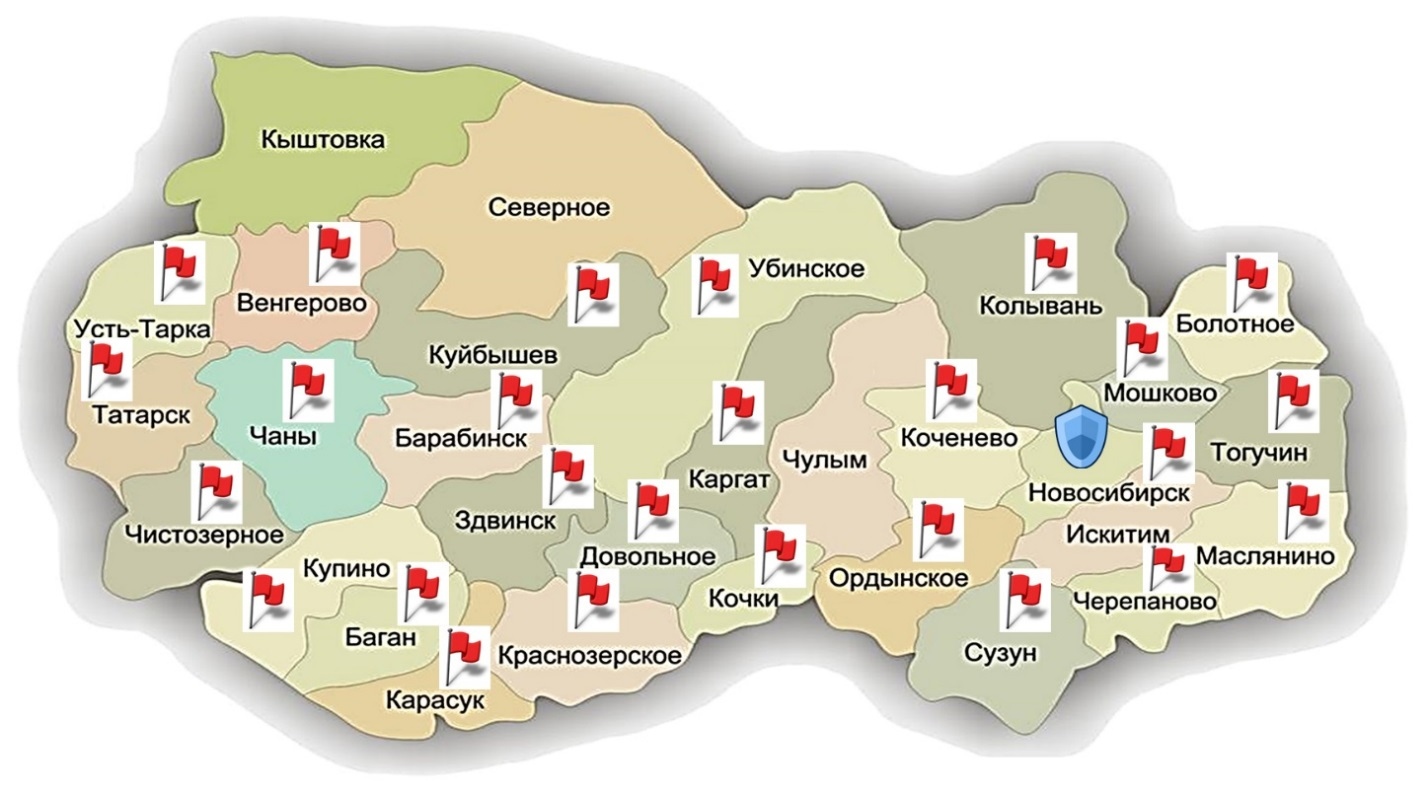 Кыштовка
Северное
Убинское
Венгерово
Колывань
Усть-Тарка
Болотное
Куйбышев
Мошково
Татарск
Чаны
Барабинск
Коченево
Тогучин
Чулым
Каргат
Новосибирск
Здвинск
Чистозерное
Искитим
Довольное
Маслянино
Купино
Ордынское
Кочки
Черепаново
Баган
Краснозерское
Сузун
Карасук